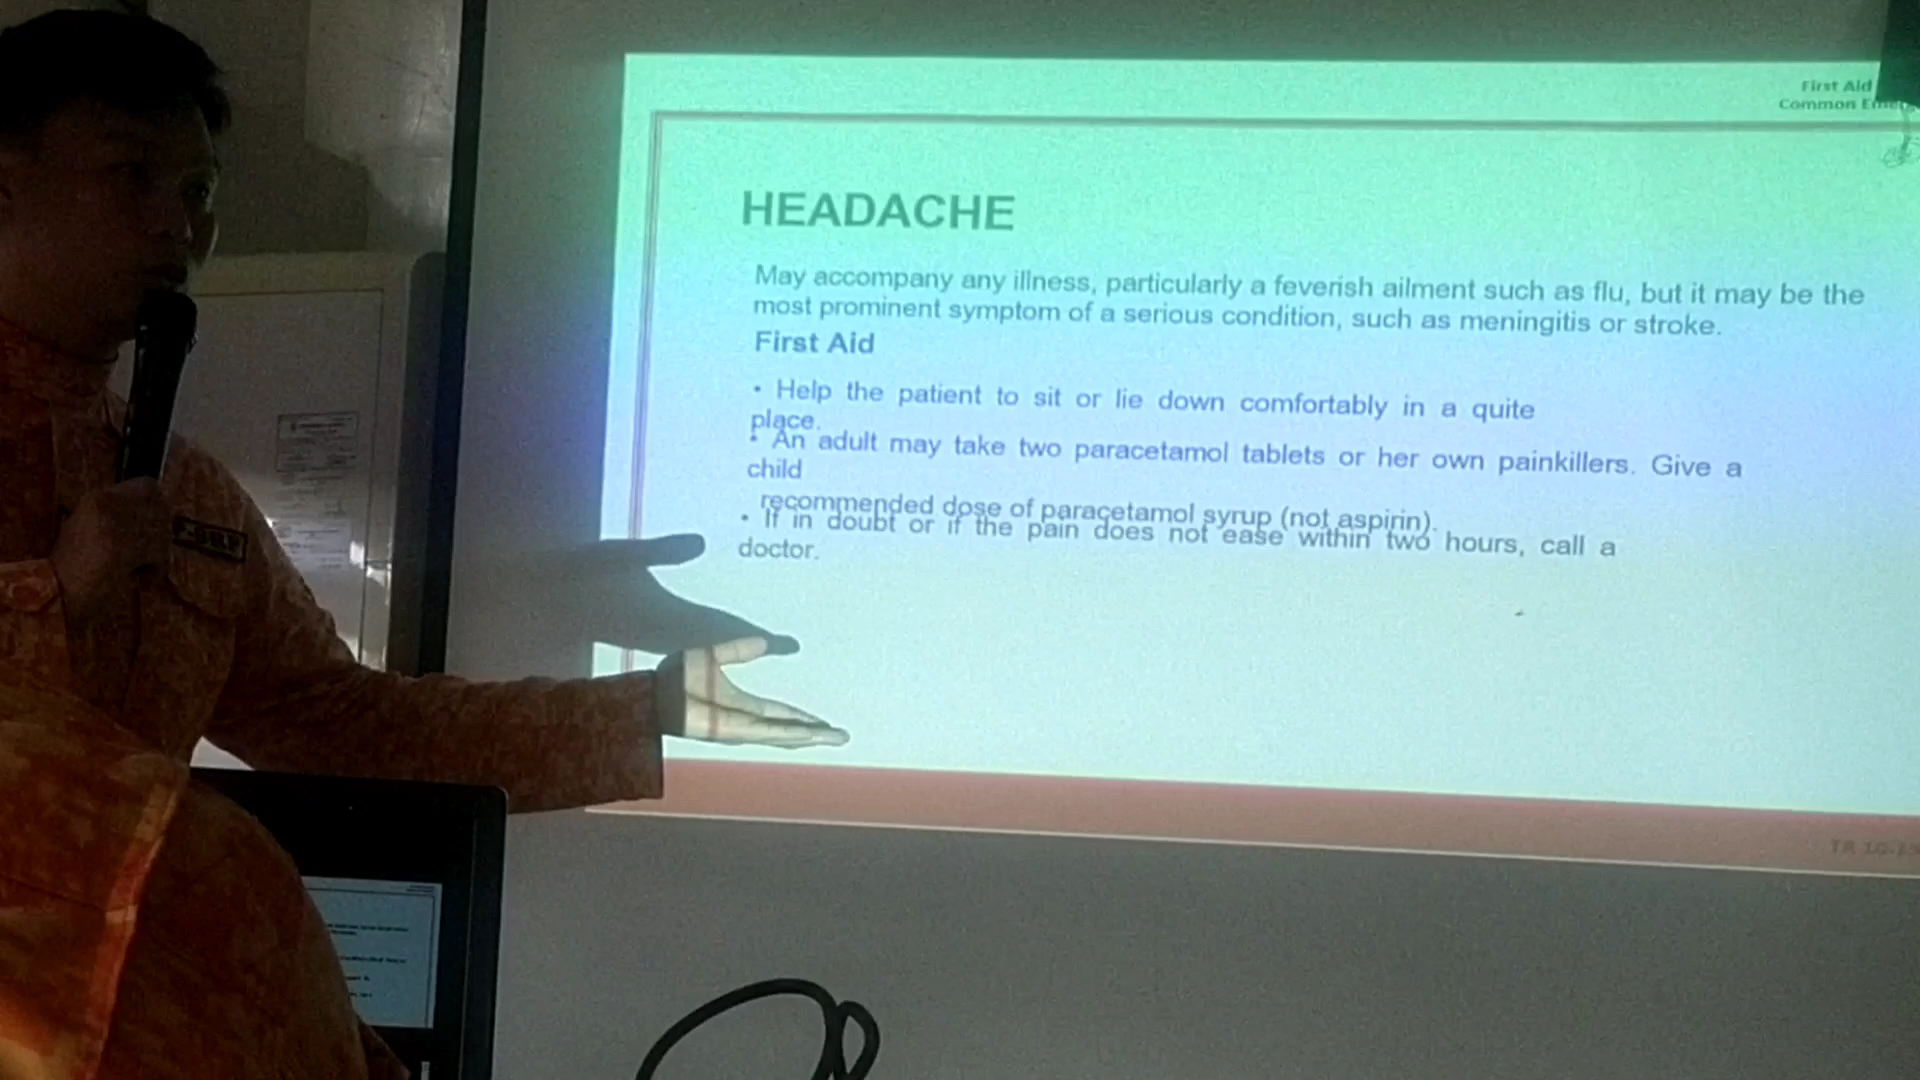 First Aid
Common
HEADACHE
May accompany any illness, particularly a feverish ailment such as flu, but it may be the
most prominent symptom of a serious condition, such as meningitis or stroke.
First Aid
• Help the patient to sit or lie down comfortably in a quite
place.
• An adult may take two paracetamol tablets or her own painkillers. Give a
child
recommended dose of paracetamol syrup (not aspirin).
• If in doubt or if the pain does not ease within two hours, call a
doctor.